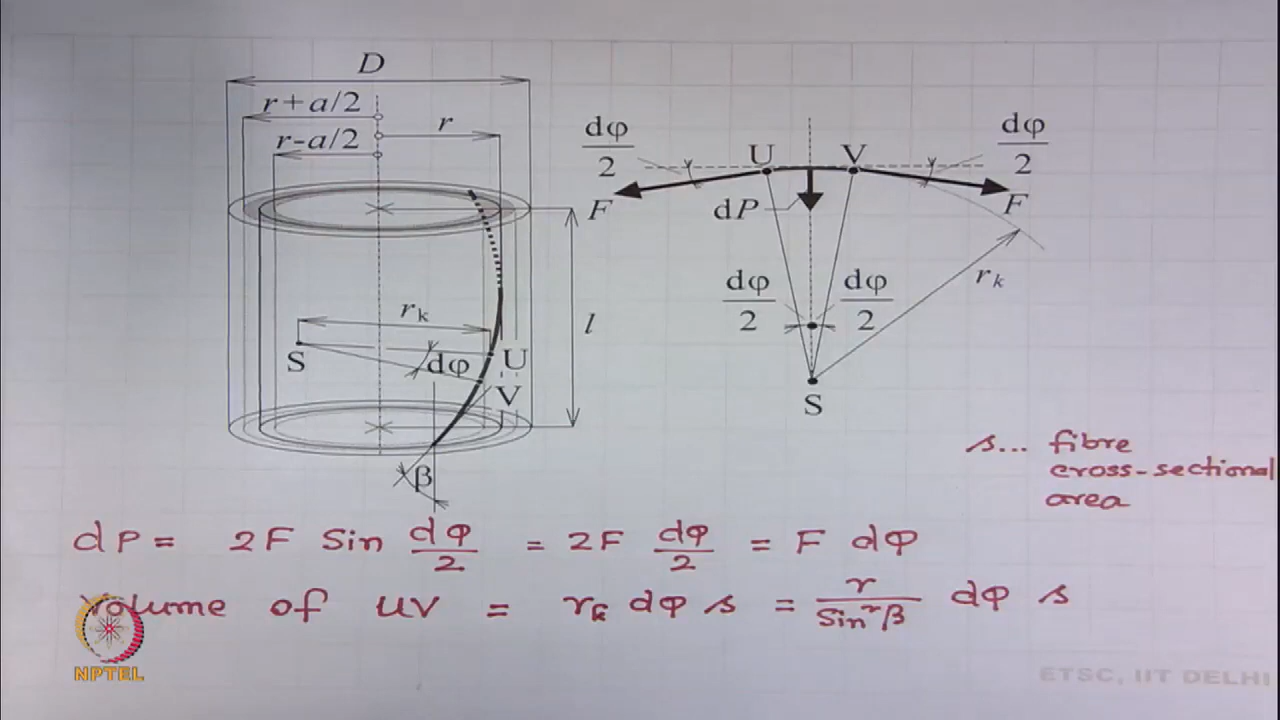 D
r + a/2
r
r-a/2
dφ/2
U V
dφ/2
F
dP
F
dφ/2 dφ/2
r_k
l
S
r_k
S dφ U
V
β
s... fibre
cross-sectional
area
dP = 2F Sin dφ/2 = 2F dφ/2 = F dφ
Volume of UV = r_k dφ s = r/Sin²β dφ s
NPTEL
ETSC, IIT DELHI